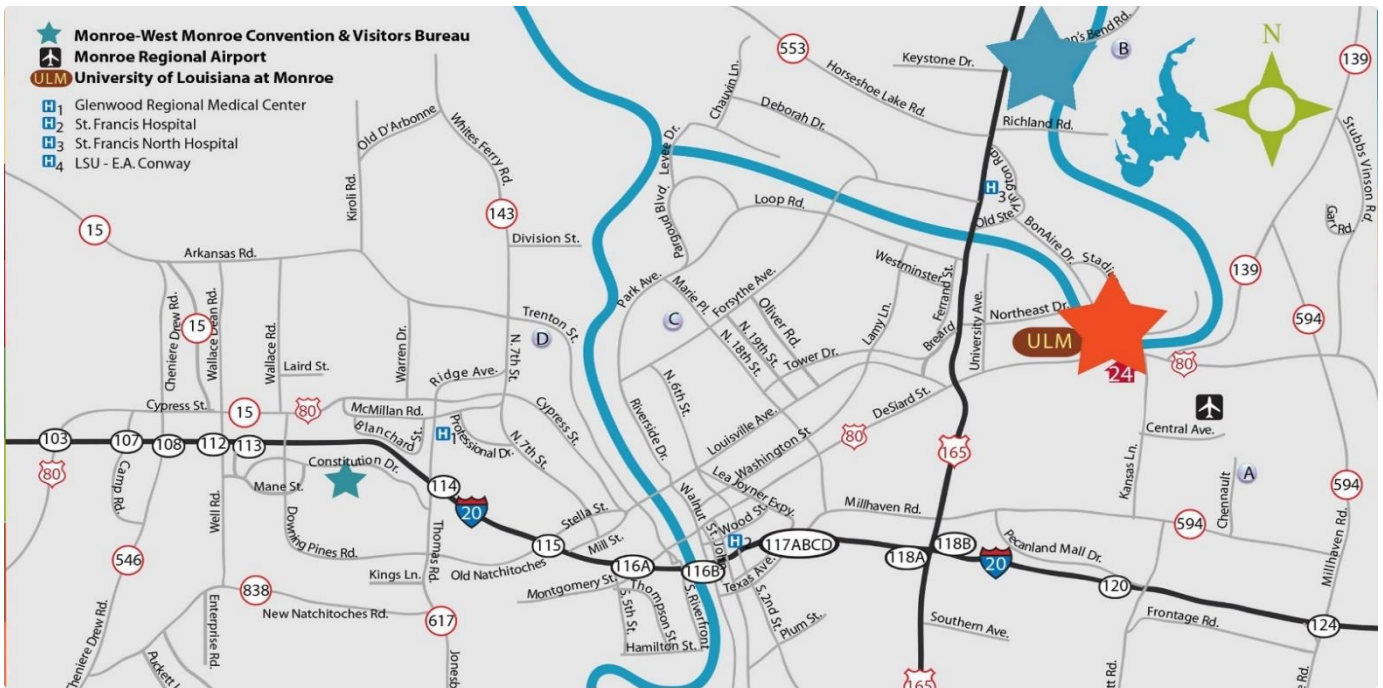 Monroe-West Monroe Convention & Visitors Bureau
Monroe Regional Airport
ULM University of Louisiana at Monroe
H1 Glenwood Regional Medical Center
H2 St. Francis Hospital
H3 St. Francis North Hospital
H4 LSU - E.A. Conway
N
553
139
B
Keystone Dr.
Horseshoe Lake Rd.
Chauvin Ln.
Deborah Dr.
Richland Rd.
Stubbs Vinson Rd.
Old D'Arbonne
Whites Ferry Rd.
Levee Dr.
Kiroli Rd.
143
Pargoud Blvd.
Loop Rd.
H3
Old Ste
BonAire Dr.
Gart Rd.
15
Division St.
Arkansas Rd.
Westminster
139
Park Ave.
Marie Pl.
Forsythe Ave.
Ferrand St.
University Ave.
Cheniere Drew Rd.
15
Wallace Dean Rd.
Wallace Rd.
Warren Dr.
Trenton St.
D
C
Oliver Rd.
N. 19th St.
N. 18th St.
Lamy Ln.
Breard
Northeast Dr.
ULM
594
N. 7th St.
Laird St.
Ridge Ave.
Tower Dr.
24
80
Cypress St.
15
80
McMillan Rd.
Blanchard St.
H1
Professional Dr.
N. 7th St.
Cypress St.
Riverside Dr.
N. 6th St.
Louisville Ave.
Washington St.
DeSiard St.
80
165
Kansas Ln.
Central Ave.
103
107
108
112
113
80
Camp Rd.
Mane St.
Constitution Dr.
114
20
Lea Joyner Expy.
A
Chennault
594
Well Rd.
Downing Pines Rd.
Thomas Rd.
Stella St.
Mill St.
Walnut St.
Wood St.
Millhaven Rd.
594
Millhaven Rd.
546
115
Old Natchitoches
116A
116B
H2
117ABCD
118A
118B
20
Pecanland Mall Dr.
120
Kings Ln.
Montgomery St.
Texas Ave.
838
New Natchitoches Rd.
617
Enterprise Rd.
S. 5th St.
Thompson St.
Hamilton St.
S. Riverfront
S. 2nd St.
Plum St.
Southern Ave.
Frontage Rd.
124
165